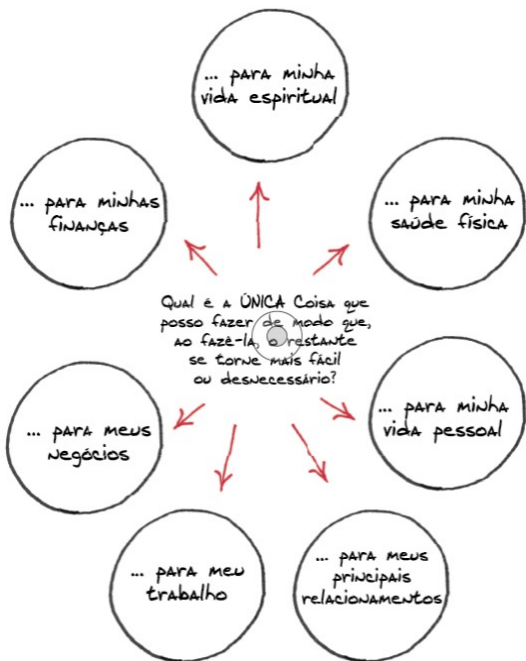 ... para minha
vida espiritual
... para minhas
finanças
... para minha
saúde física
Qual é a ÚNICA Coisa que
posso fazer de modo que,
ao fazê-la, o restante
se torne mais fácil
ou desnecessário?
... para meus
negócios
... para minha
vida pessoal
... para meu
trabalho
... para meus
principais
relacionamentos